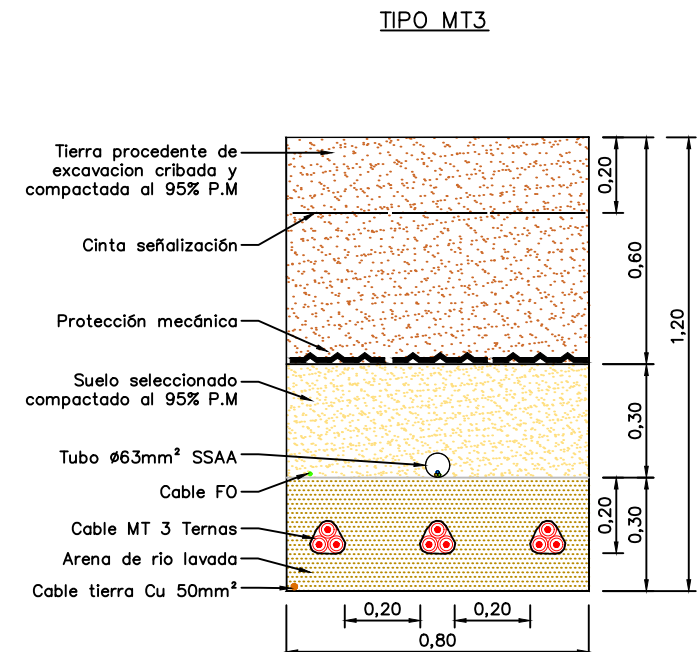 TIPO MT3
Tierra procedente de
excavacion cribada y
compactada al 95% P.M
Cinta señalización
Protección mecánica
Suelo seleccionado
compactado al 95% P.M
Tubo ø63mm² SSAA
Cable FO
Cable MT 3 Ternas
Arena de rio lavada
Cable tierra Cu 50mm²
0,20
0,60
1,20
0,30
0,20
0,30
0,20
0,20
0,80